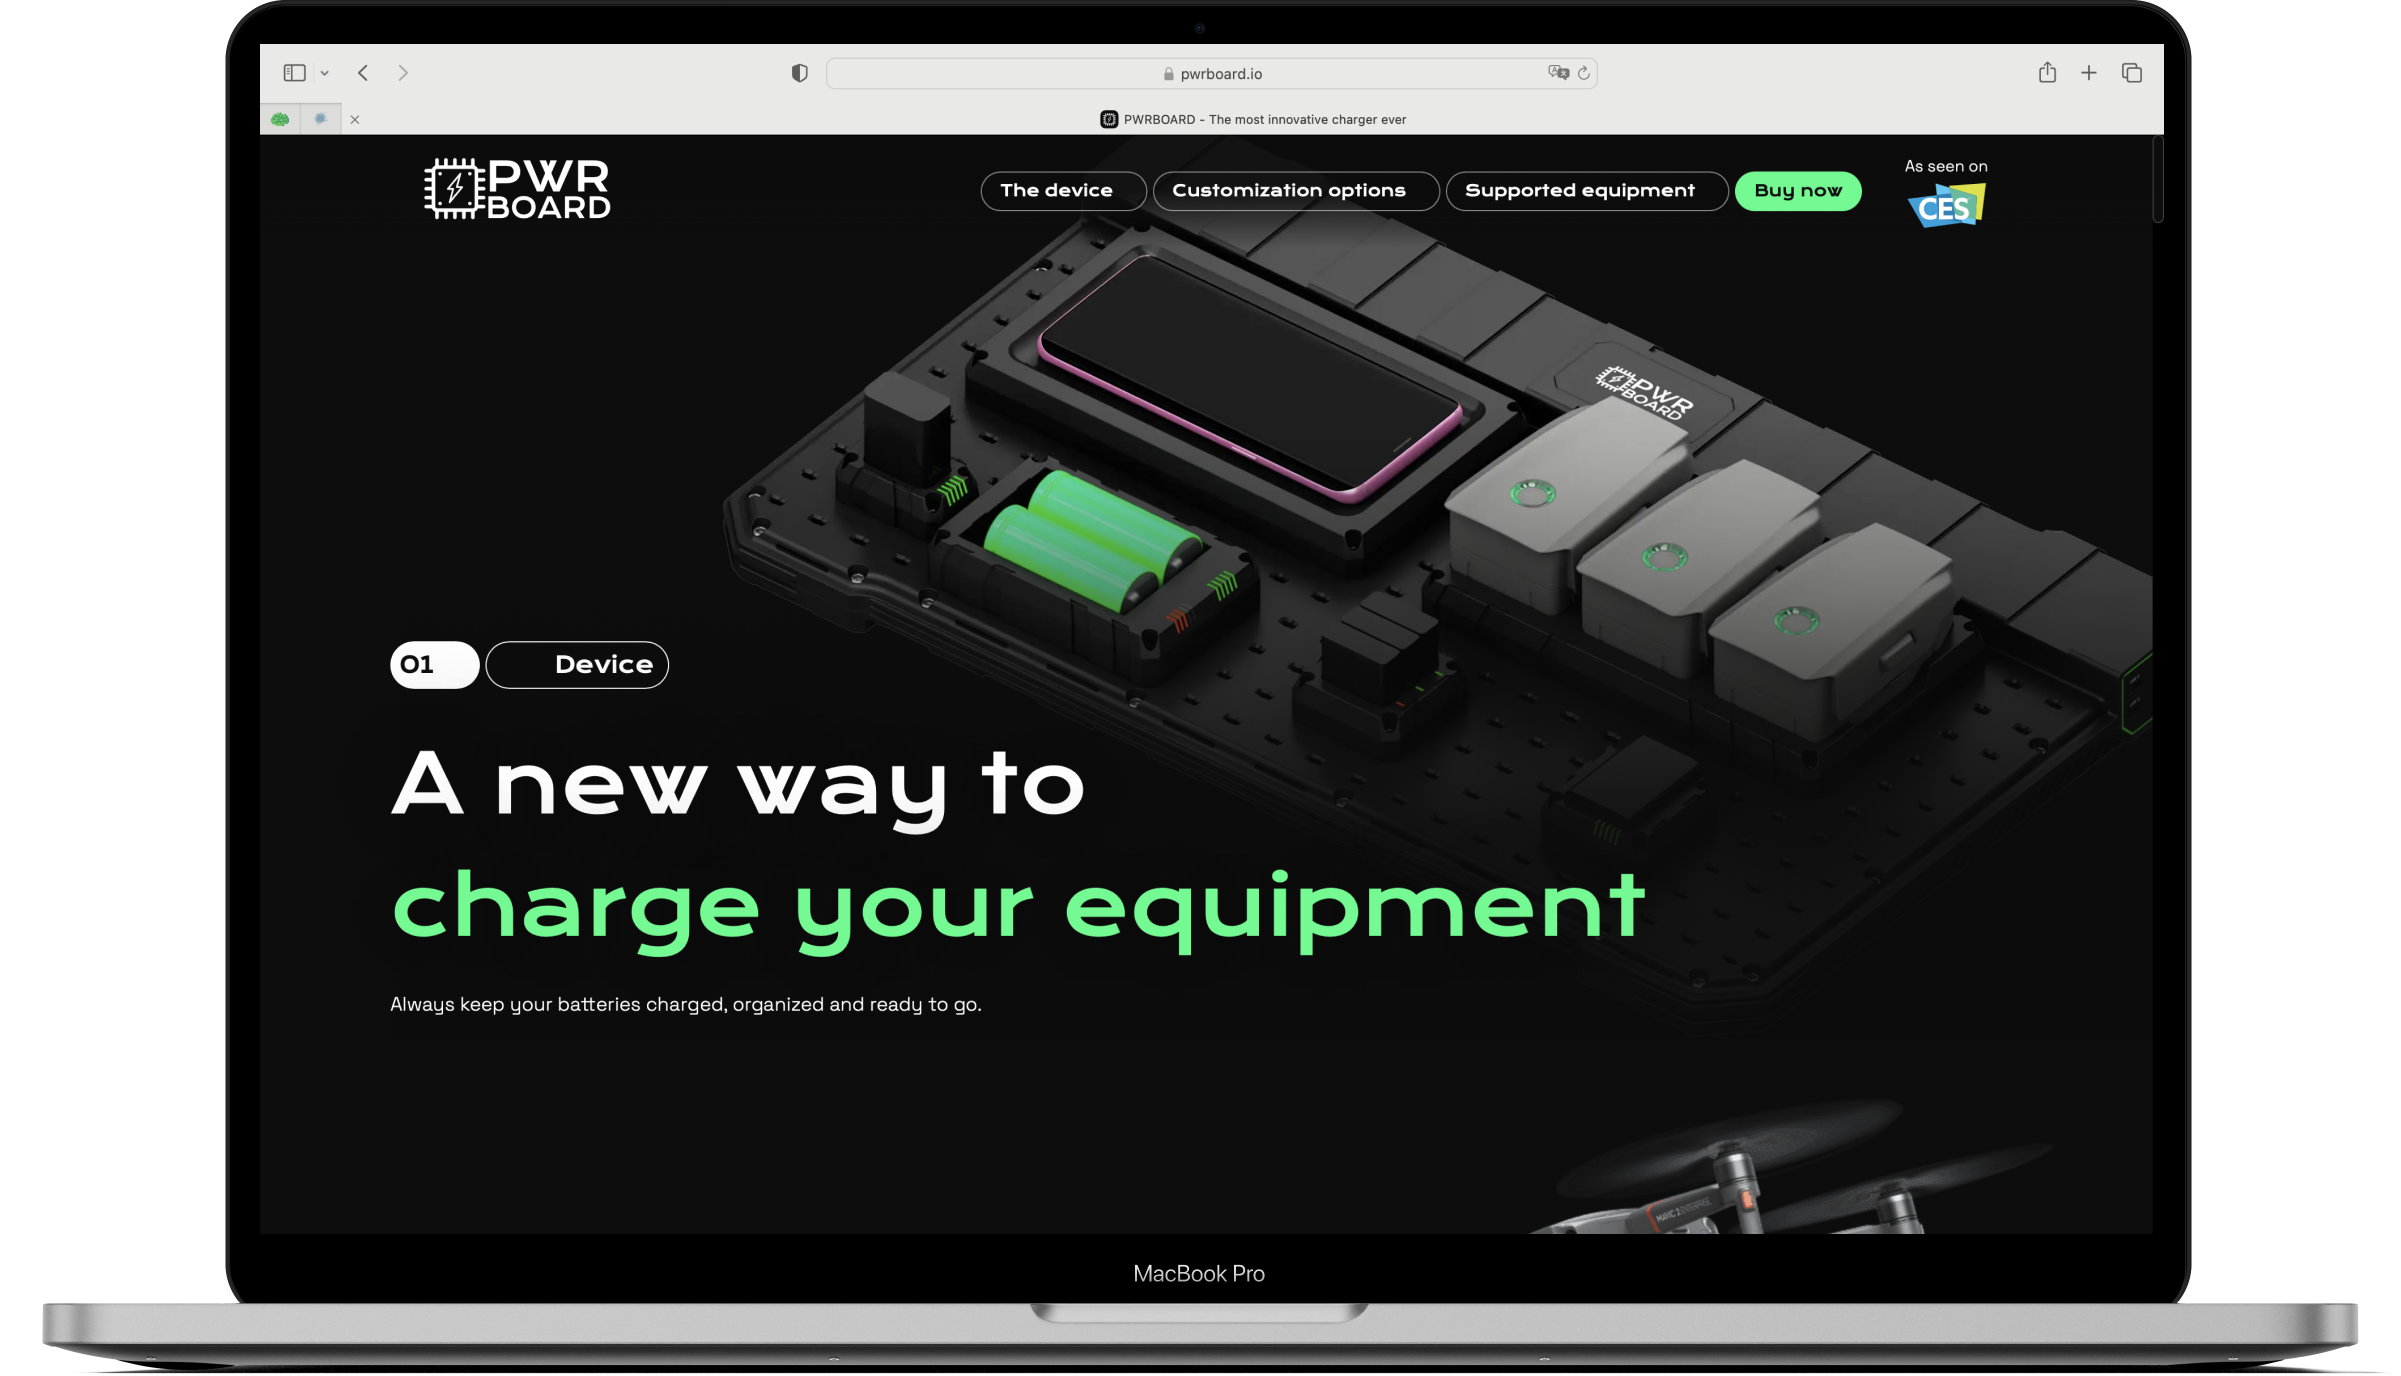 pwrboard.io
PWRBOARD - The most innovative charger ever
PWR
BOARD
The device
Customization options
Supported equipment
Buy now
As seen on
CES
PWR
BOARD
01
Device
A new way to
charge your equipment
Always keep your batteries charged, organized and ready to go.
MAVIC 2 ENTERPRISE
MacBook Pro